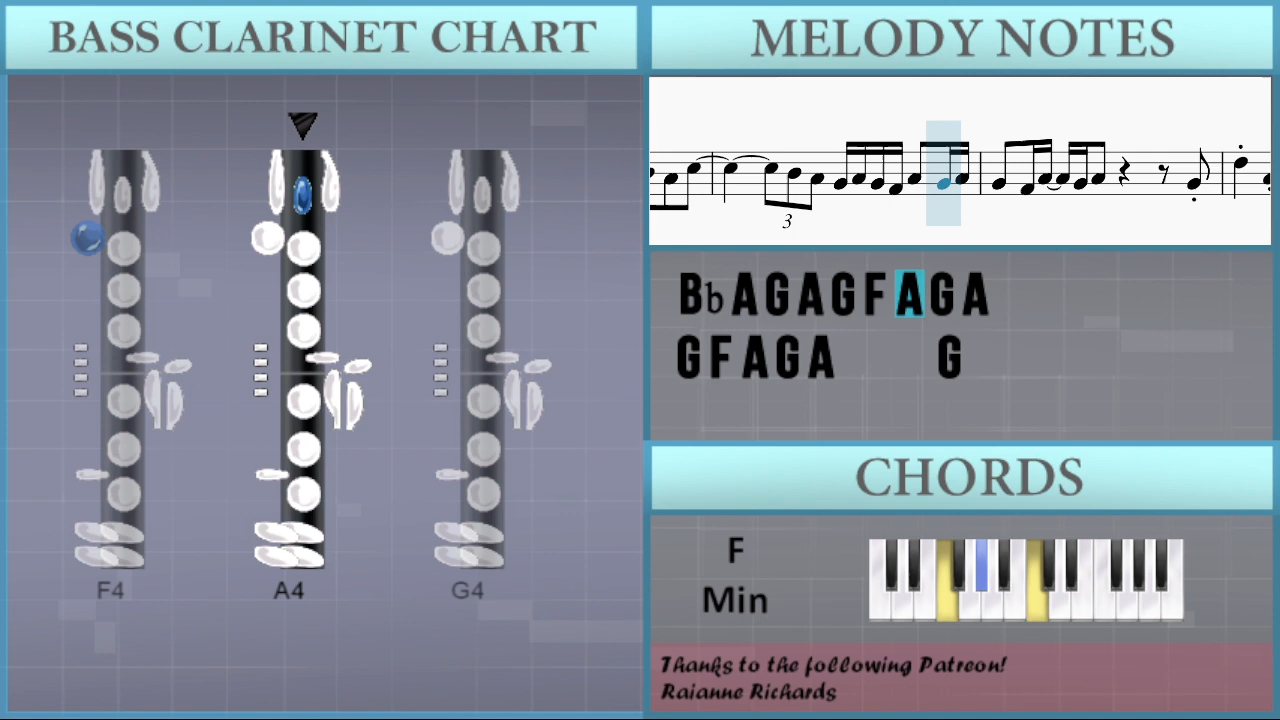 BASS CLARINET CHART
F4
A4
G4
MELODY NOTES
3
BbAGAGFAGA
GFAGA G
CHORDS
F
Min
Thanks to the following Patreon!
Raianne Richards